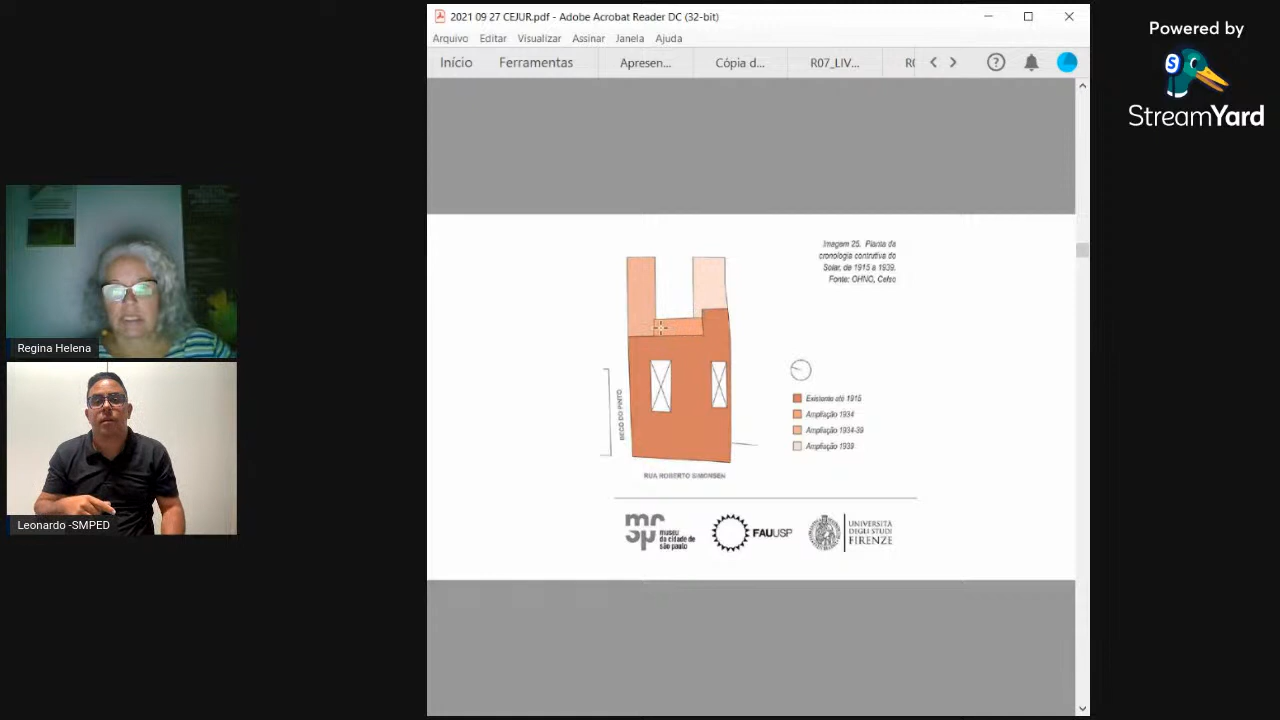 2021 09 27 CEJUR.pdf - Adobe Acrobat Reader DC (32-bit)
Arquivo Editar Visualizar Assinar Janela Ajuda
Início Ferramentas Apresen... Cópia d... R07_LIV... R(
Powered by
StreamYard
Regina Helena
Leonardo -SMPED
Imagem 25. Planta da
cronologia contrutiva do
Solar, de 1915 a 1939.
Fonte: OHNO, Celso
BECO DO PINTO
Existente até 1915
Ampliação 1934
Ampliação 1934-39
Ampliação 1939
RUA ROBERTO SIMONSEN
mcsp museu
da cidade de
são paulo
FAUUSP
UNIVERSITÀ
DEGLI STUDI
FIRENZE